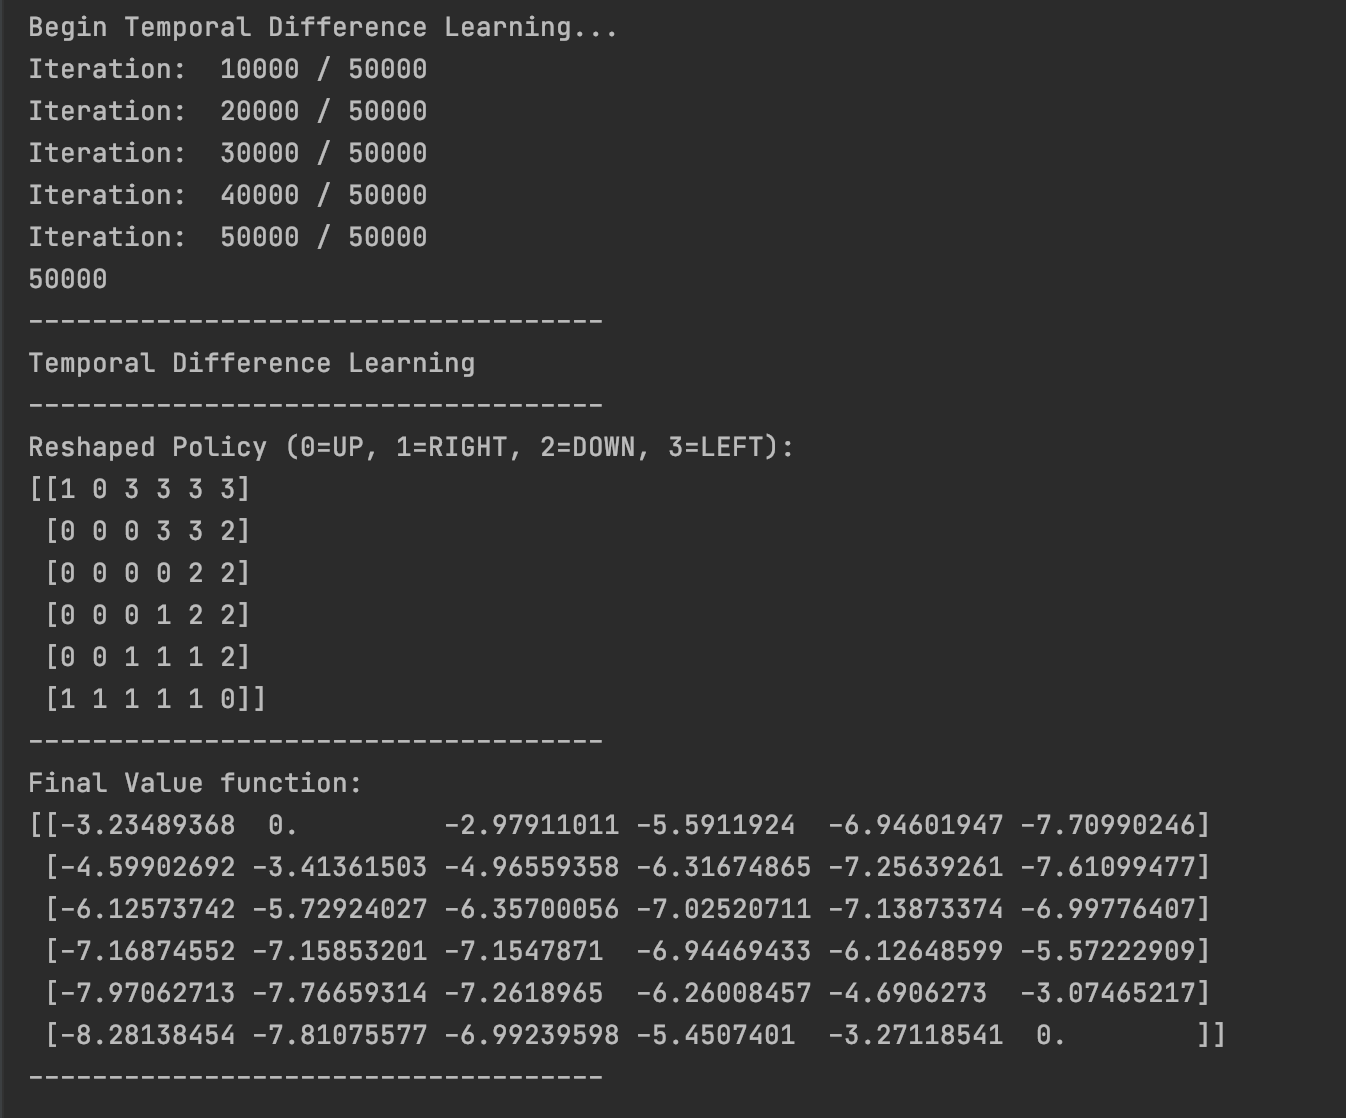 Begin Temporal Difference Learning...
Iteration:  10000 / 50000
Iteration:  20000 / 50000
Iteration:  30000 / 50000
Iteration:  40000 / 50000
Iteration:  50000 / 50000
50000
------------------------------------
Temporal Difference Learning
------------------------------------
Reshaped Policy (0=UP, 1=RIGHT, 2=DOWN, 3=LEFT):
[[1 0 3 3 3 3]
 [0 0 0 3 3 2]
 [0 0 0 0 2 2]
 [0 0 0 1 2 2]
 [0 0 1 1 1 2]
 [1 1 1 1 1 0]]
------------------------------------
Final Value function:
[[-3.23489368  0.         -2.97911011 -5.5911924  -6.94601947 -7.70990246]
 [-4.59902692 -3.41361503 -4.96559358 -6.31674865 -7.25639261 -7.61099477]
 [-6.12573742 -5.72924027 -6.35700056 -7.02520711 -7.13873374 -6.99776407]
 [-7.16874552 -7.15853201 -7.1547871  -6.94469433 -6.12648599 -5.57222909]
 [-7.97062713 -7.76659314 -7.2618965  -6.26008457 -4.6906273  -3.07465217]
 [-8.28138454 -7.81075577 -6.99239598 -5.4507401  -3.27118541  0.        ]]
------------------------------------